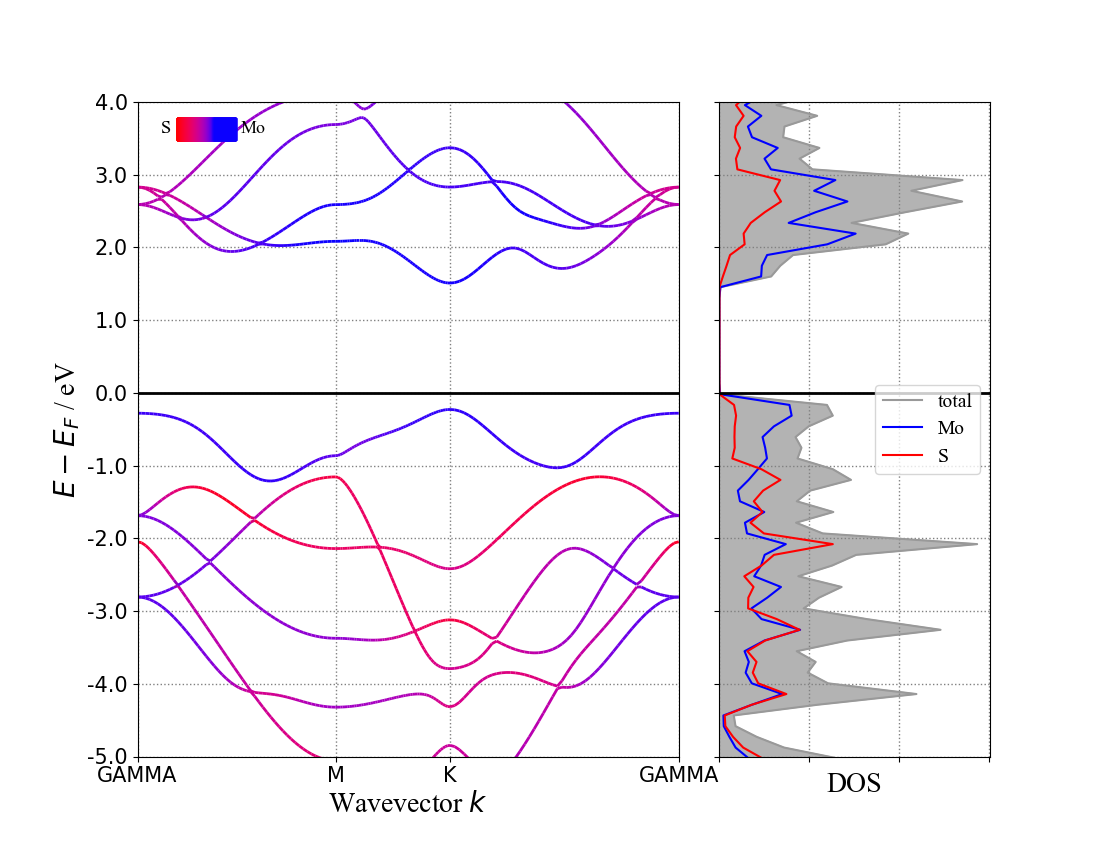 4.0
3.0
2.0
1.0
0.0
-1.0
-2.0
-3.0
-4.0
-5.0
E − E_F / eV
S Mo
GAMMA M K GAMMA
Wavevector k
total
Mo
S
DOS